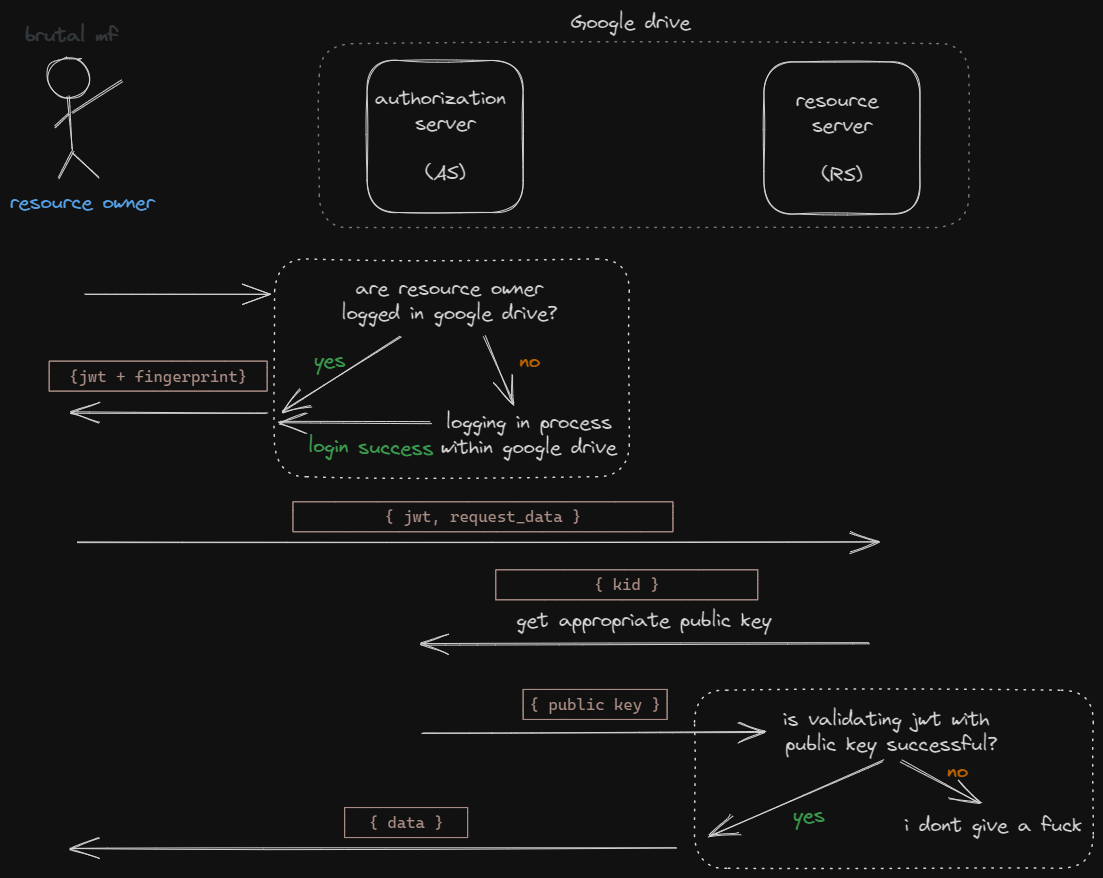 brutal mf
Google drive
authorization
server
(AS)
resource
server
(RS)
resource owner
are resource owner
logged in google drive?
yes
no
{jwt + fingerprint}
logging in process
login success within google drive
{ jwt, request_data }
{ kid }
get appropriate public key
{ public key }
is validating jwt with
public key successful?
no
yes
{ data }
i dont give a fuck